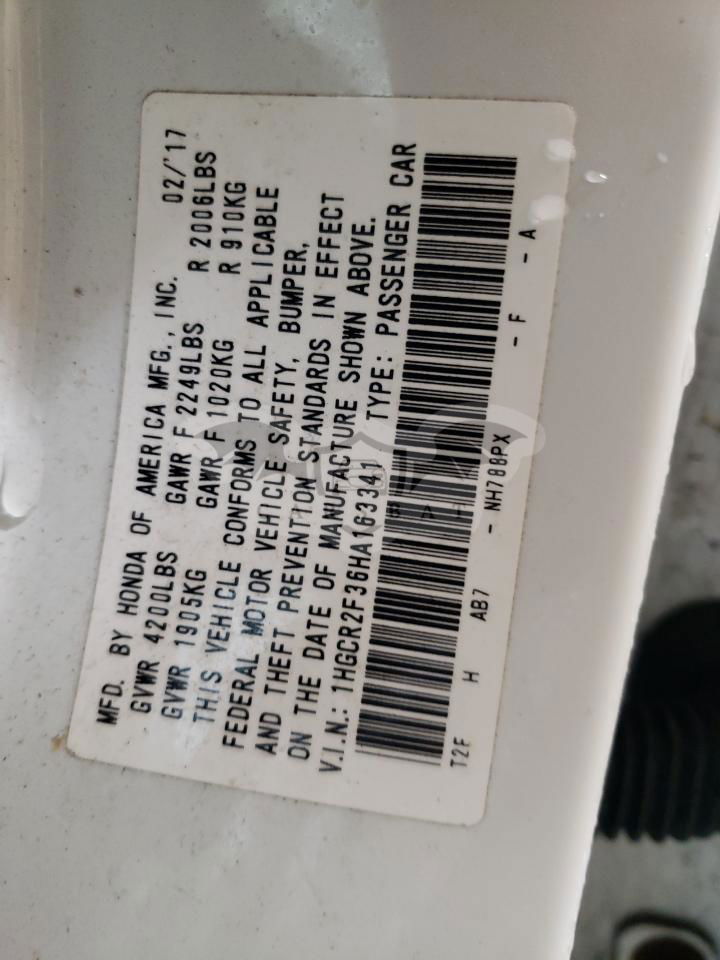 MFD. BY HONDA OF AMERICA MFG., INC. 02/'17
GVWR 4200LBS GAWR F 2249LBS R 2006LBS
GVWR 1905KG GAWR F 1020KG R 910KG
THIS VEHICLE CONFORMS TO ALL APPLICABLE
FEDERAL MOTOR VEHICLE SAFETY, BUMPER,
AND THEFT PREVENTION STANDARDS IN EFFECT
ON THE DATE OF MANUFACTURE SHOWN ABOVE.
V.I.N.: 1HGCR2F36HA163341 TYPE: PASSENGER CAR
T2F H AB7 - NH788PX - F - A